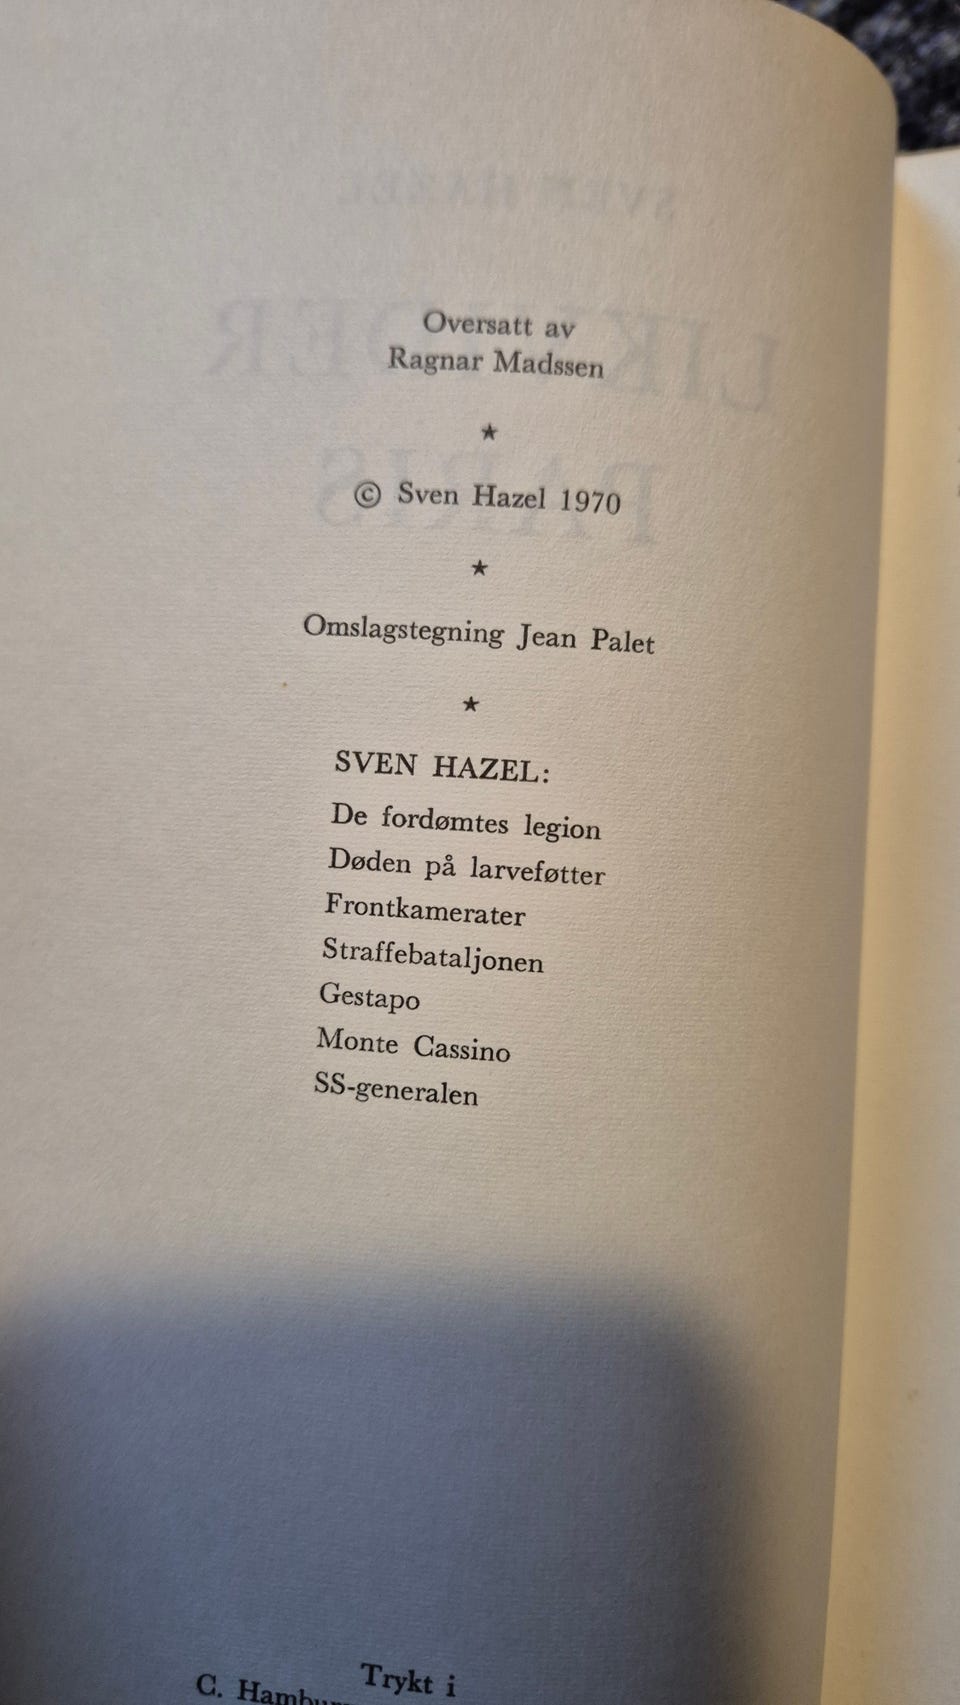 Oversatt av
Ragnar Madssen
★
© Sven Hazel 1970
★
Omslagstegning Jean Palet
★
SVEN HAZEL:
De fordømtes legion
Døden på larveføtter
Frontkamerater
Straffebataljonen
Gestapo
Monte Cassino
SS-generalen
Trykt i
C.